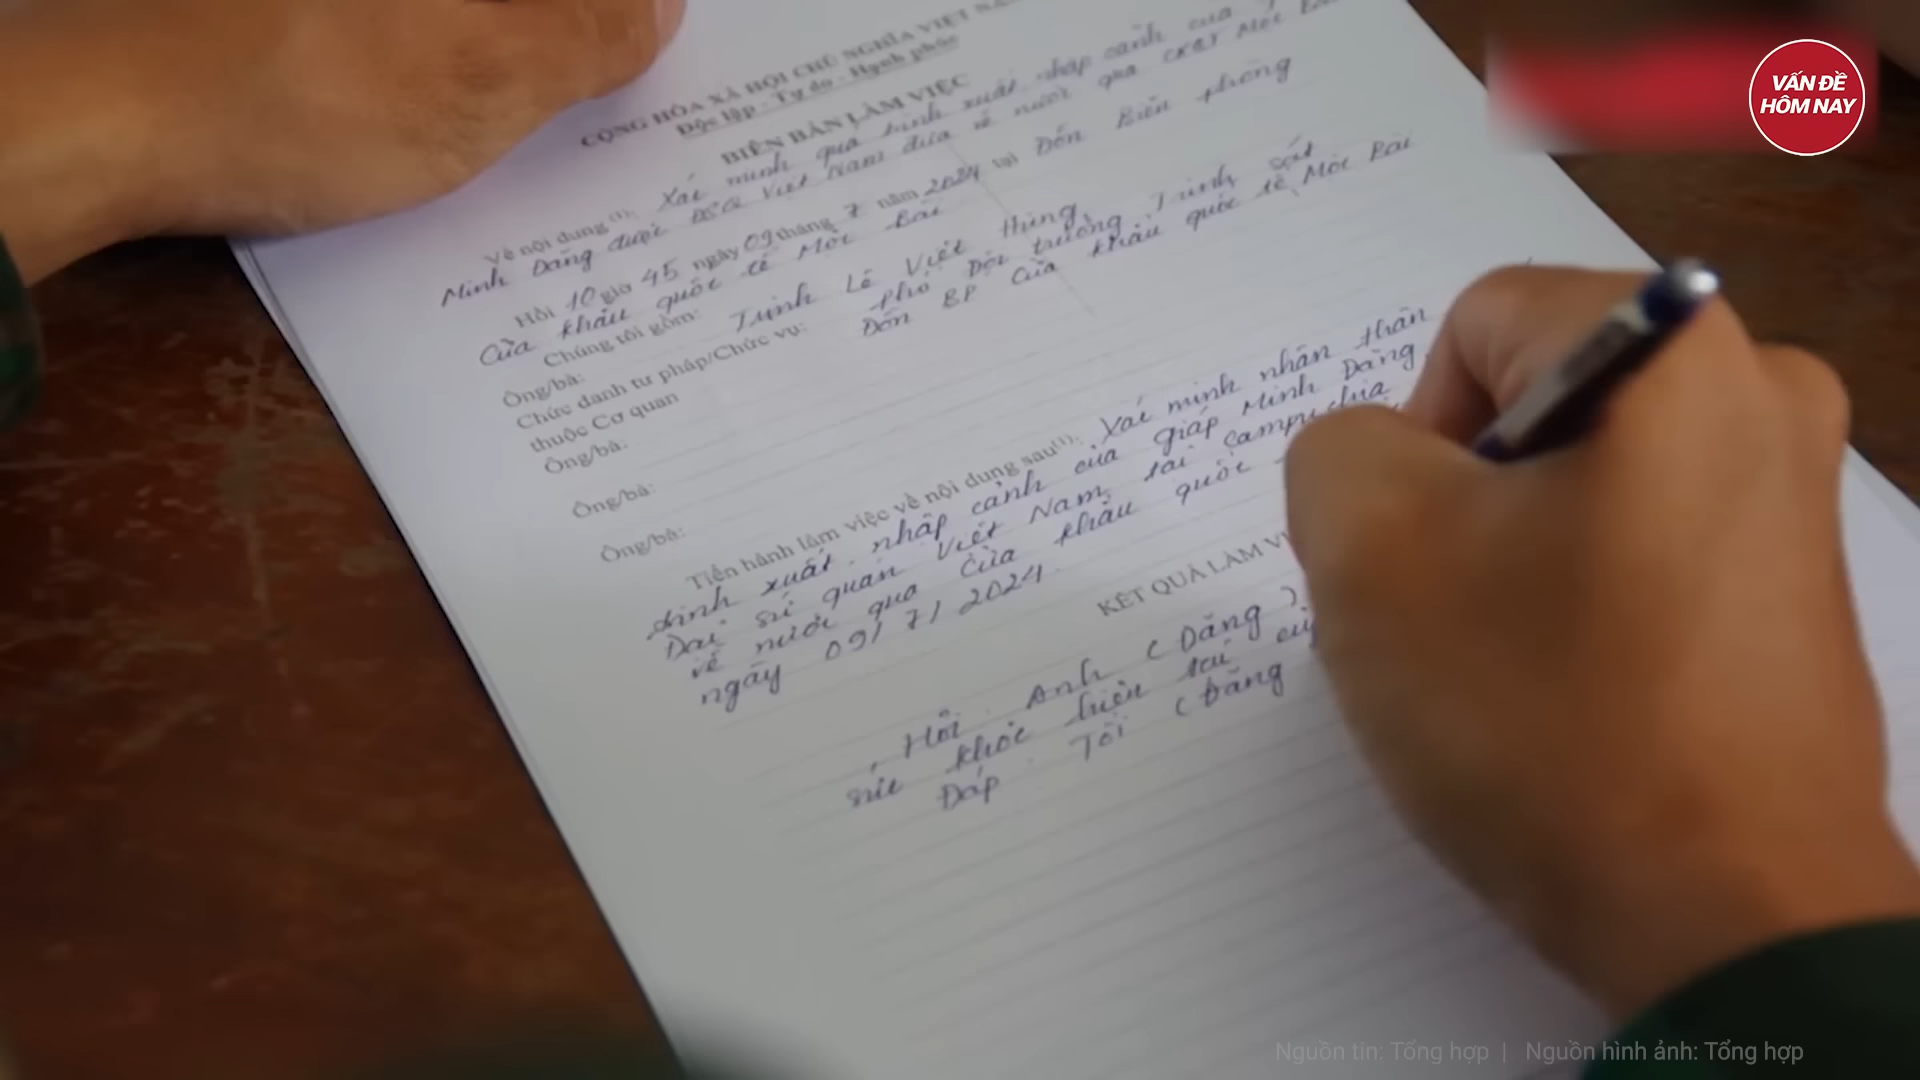 VẤN ĐỀ
HÔM NAY
CỘNG HÒA XÃ HỘI CHỦ NGHĨA VIỆT NAM
Độc lập - Tự do - Hạnh phúc
BIÊN BẢN LÀM VIỆC
Về nội dung (1): Xác minh quá trình xuất nhập cảnh của
Minh Đăng được ĐSQ Việt Nam đưa về nước qua CKQT Mộc Bài
Hồi 10 giờ 45 ngày 09 tháng 7 năm 2024 tại Đồn Biên phòng
Cửa khẩu quốc tế Mộc Bài
Chúng tôi gồm:
Ông/bà: Trịnh Lê Việt Hùng
Chức danh tư pháp/Chức vụ: Phó Đội trưởng Trinh sát
thuộc Cơ quan Đồn BP Cửa khẩu quốc tế Mộc Bài
Ông/bà:
Ông/bà:
Ông/bà:
Tiến hành làm việc về nội dung sau(1): Xác minh nhân thân
trình xuất nhập cảnh của Giáp Minh Đăng
Đại sứ quán Việt Nam tại Campuchia
về nước qua Cửa khẩu quốc
ngày 09/7/2024.
KẾT QUẢ LÀM VI
Hỏi: Anh (Đăng)
sức khỏe hiện tại
Đáp: Tôi (Đăng
Nguồn tin: Tổng hợp | Nguồn hình ảnh: Tổng hợp